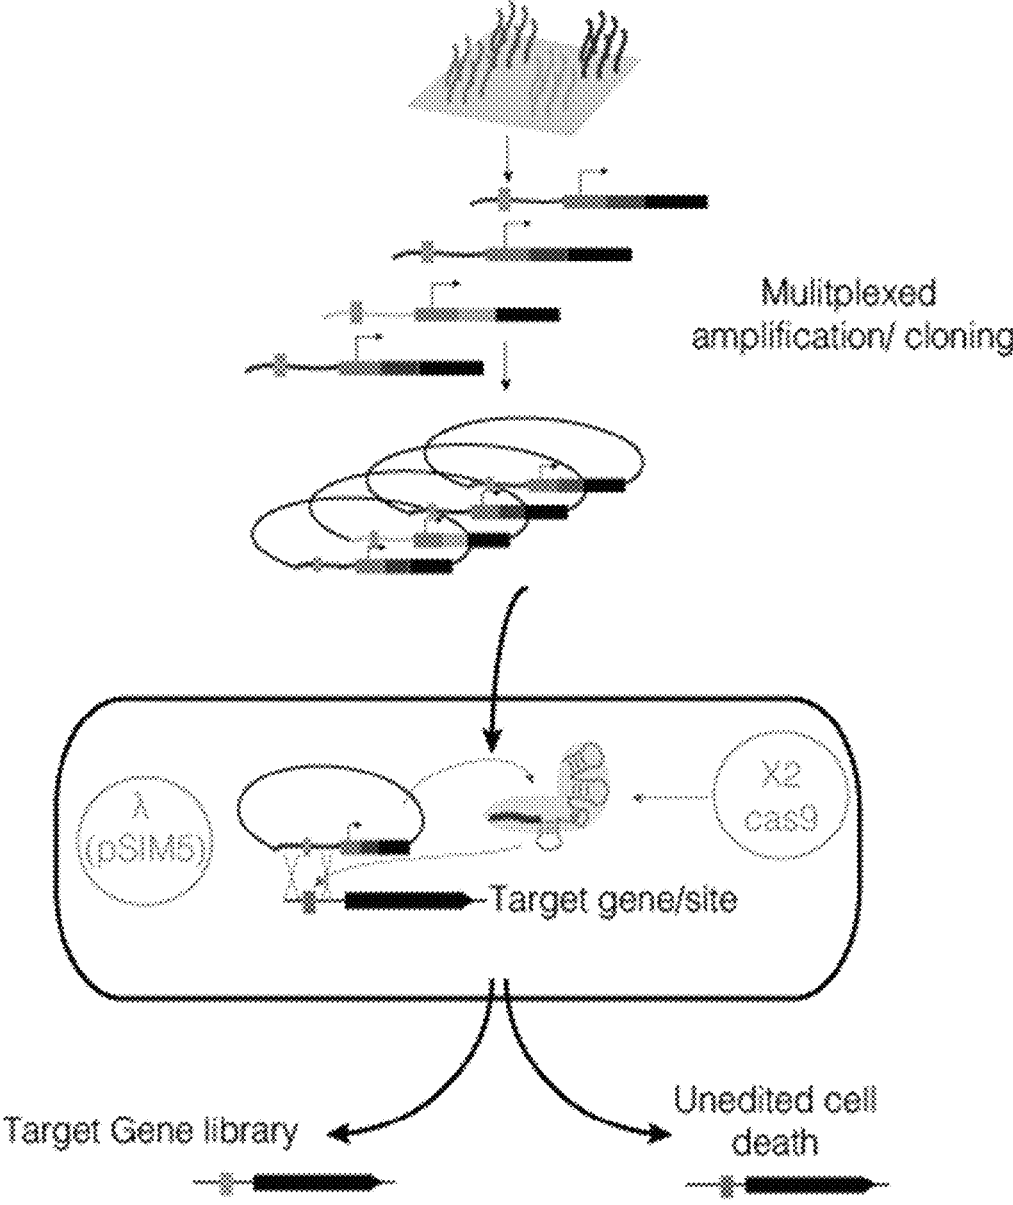 Mulitplexed
amplification/ cloning
λ
(pSIM5)
X2
cas9
Target gene/site
Target Gene library
Unedited cell
death